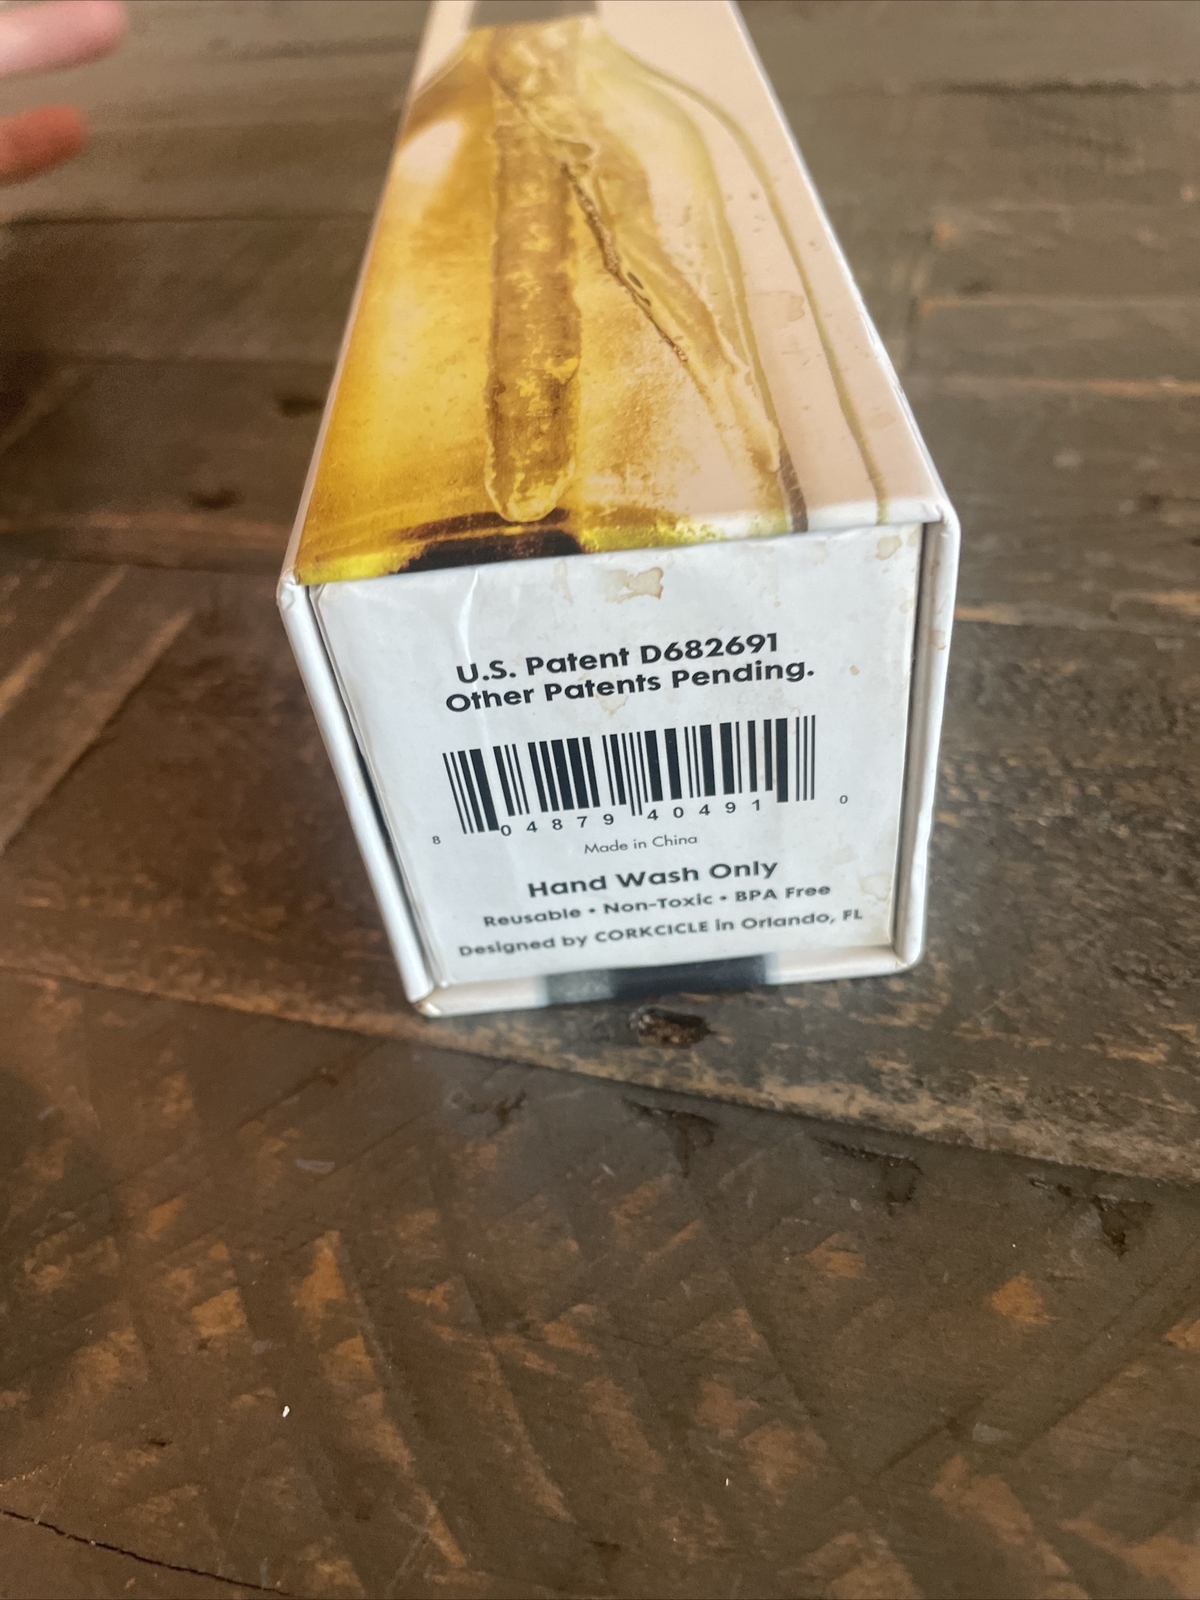 U.S. Patent D682691
Other Patents Pending.
8 04879 40491 0
Made in China
Hand Wash Only
Reusable • Non-Toxic • BPA Free
Designed by CORKCICLE in Orlando, FL